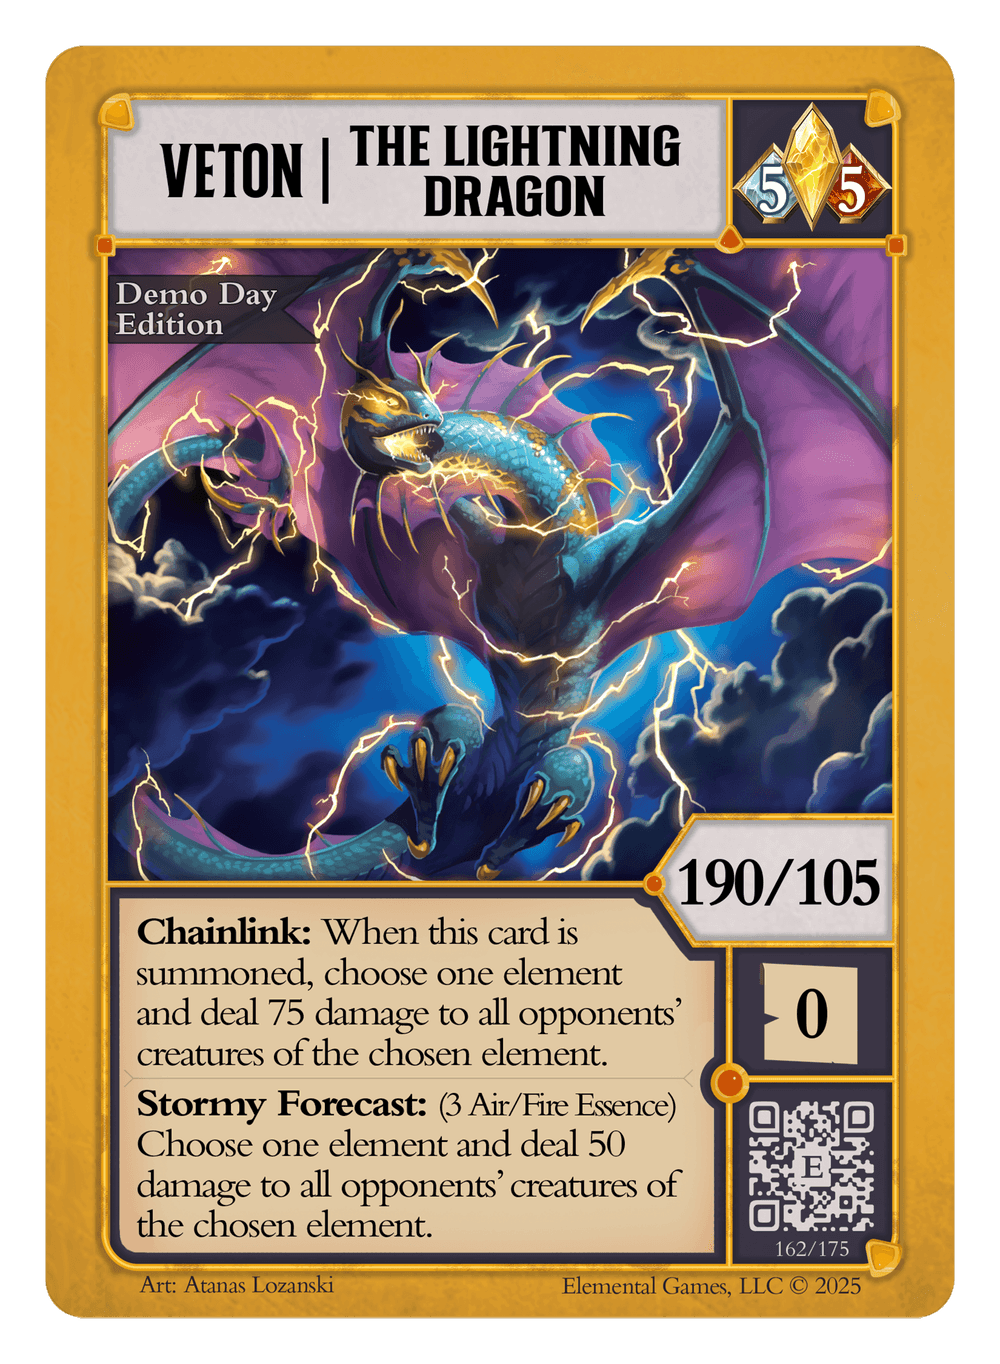 VETON | THE LIGHTNING
DRAGON
5 5
Demo Day
Edition
190/105
Chainlink: When this card is
summoned, choose one element
and deal 75 damage to all opponents’
creatures of the chosen element.
0
Stormy Forecast: (3 Air/Fire Essence)
Choose one element and deal 50
damage to all opponents’ creatures of
the chosen element.
E
162/175
Art: Atanas Lozanski
Elemental Games, LLC © 2025